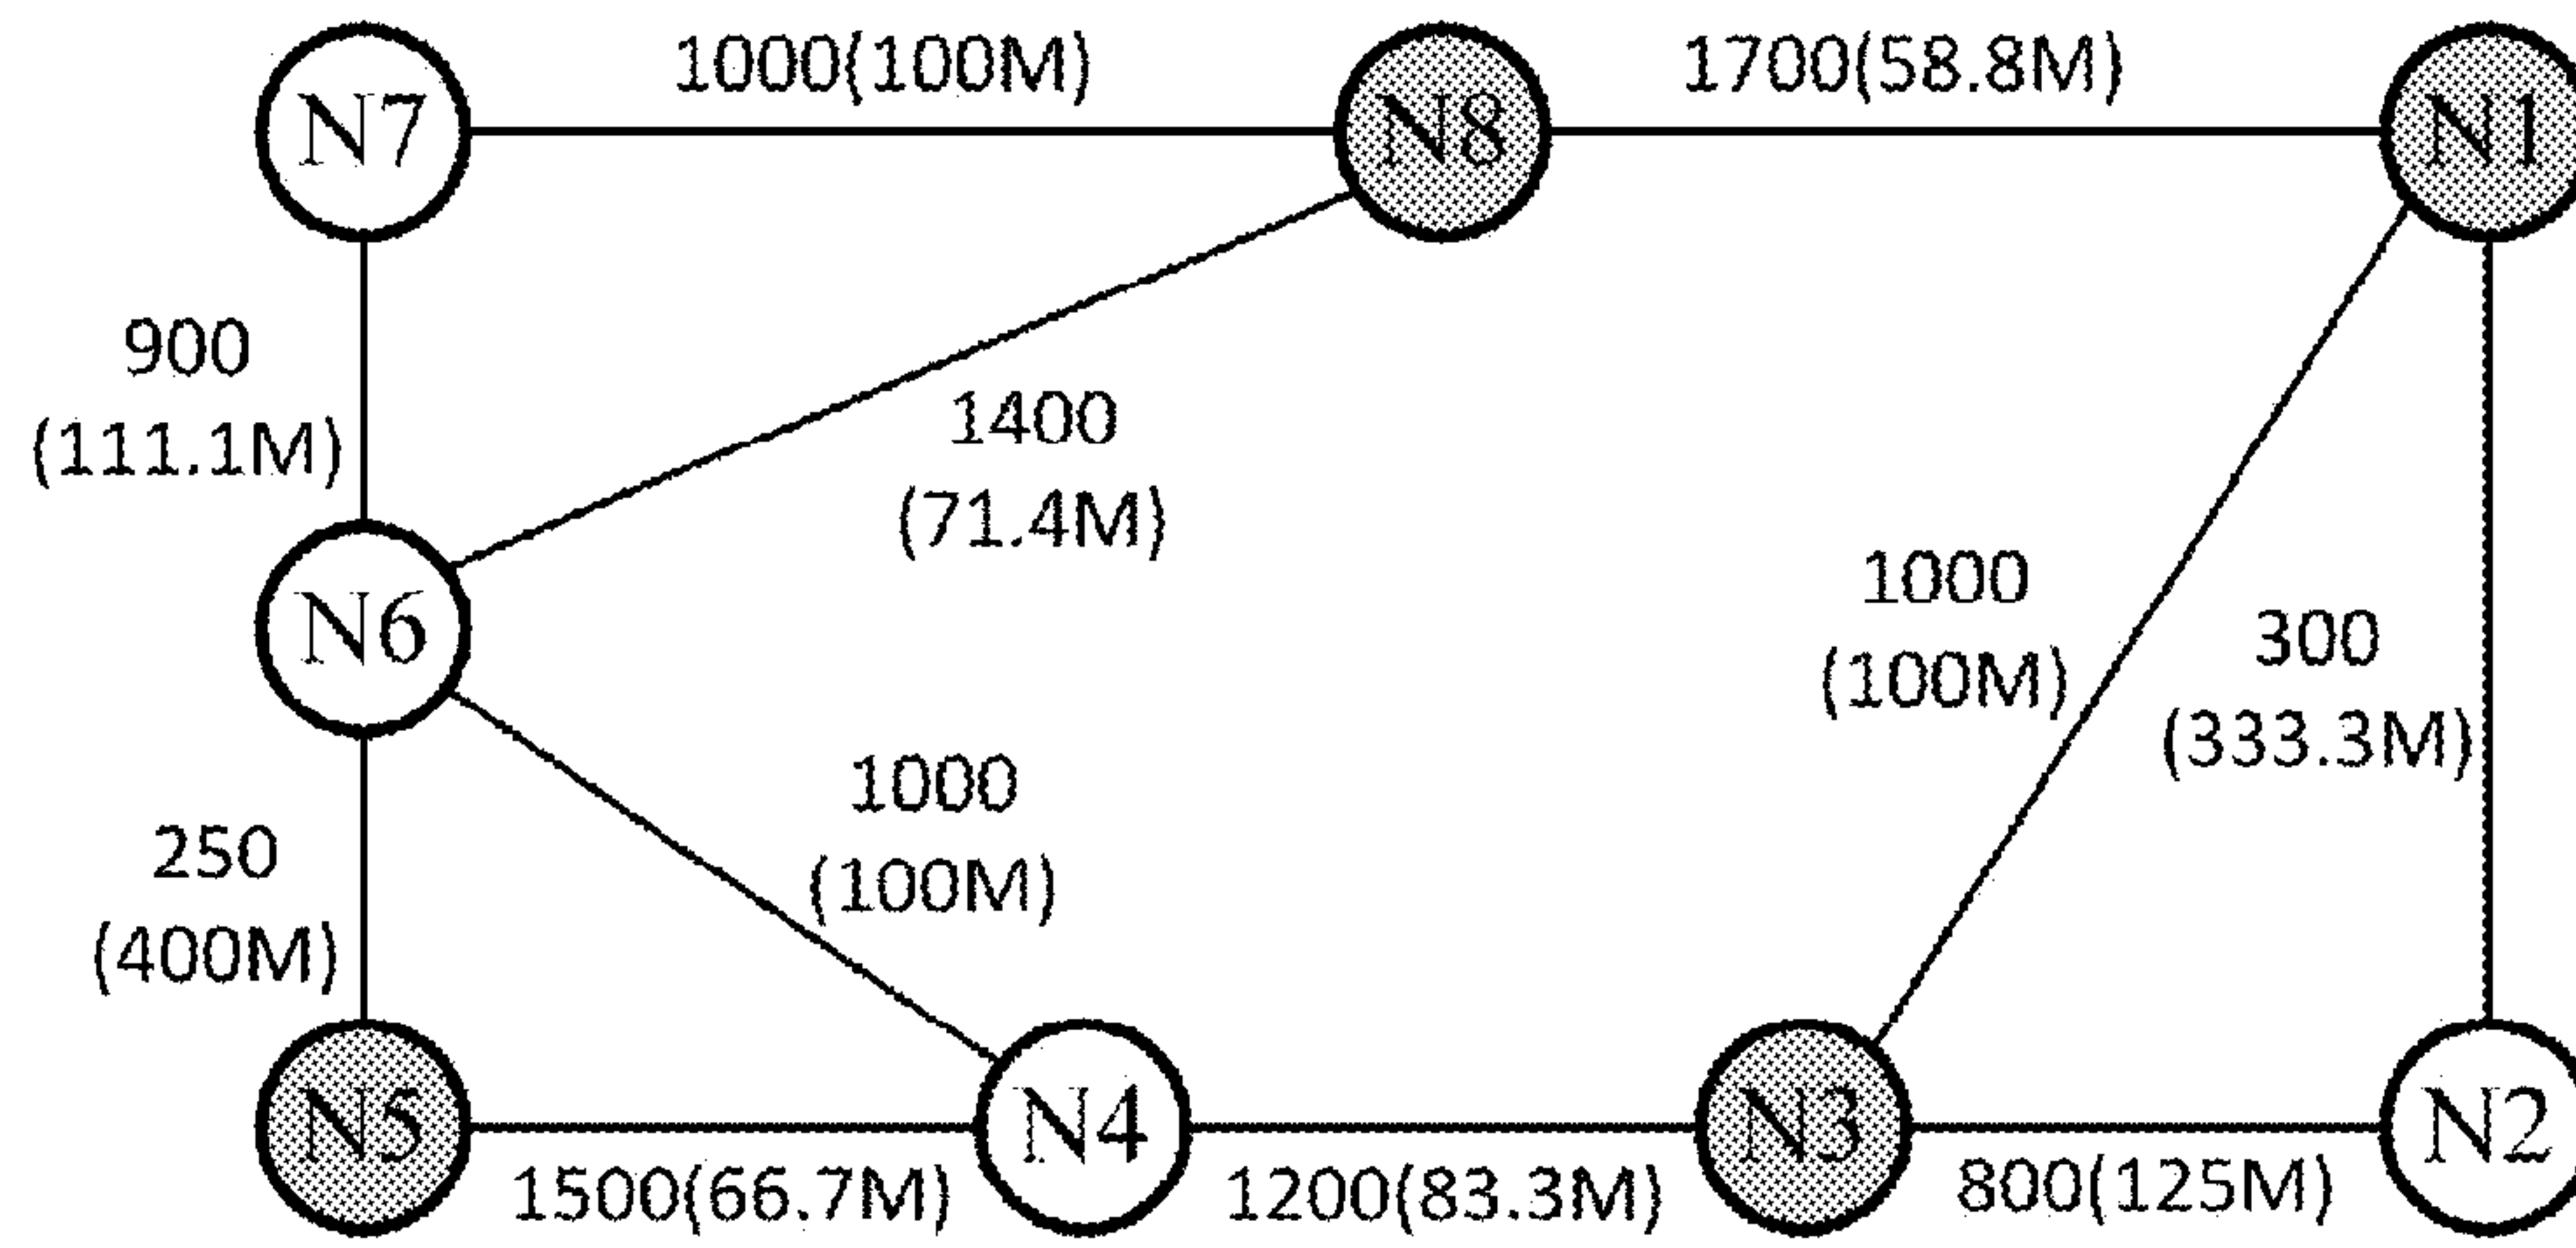 1000(100M)
1700(58.8M)
N7
N8
N1
900
(111.1M)
1400
(71.4M)
1000
(100M)
300
(333.3M)
N6
1000
(100M)
250
(400M)
N5
N4
N3
N2
1500(66.7M)
1200(83.3M)
800(125M)